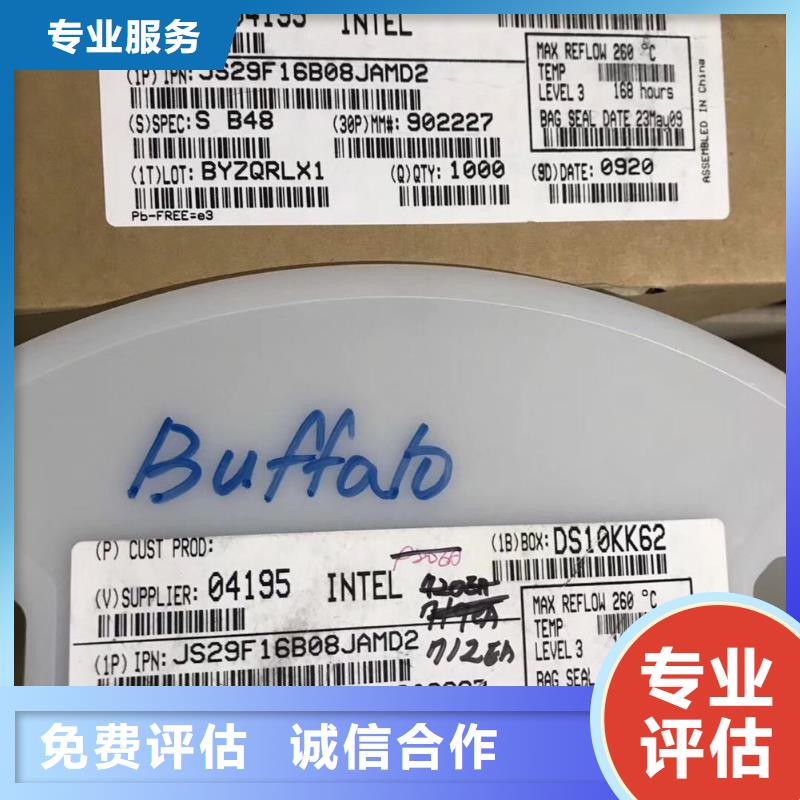 专业服务
04195 INTEL
(1P) IPN: JS29F16B08JAMD2
(S)SPEC: S B48 (30P)MM#: 902227
(1T)LOT: BYZQRLX1 (Q)QTY: 1000 (9D)DATE: 0920
Pb-FREE=e3
MAX REFLOW 260 °C
TEMP
LEVEL 3 168 hours
BAG SEAL DATE 23May09
ASSEMBLED IN China
Buffalo
(P) CUST PROD:
(1B)BOX: DS10KK62
(V)SUPPLIER: 04195 INTEL
420EA
712EA
(1P) IPN: JS29F16B08JAMD2
MAX REFLOW 260 °C
TEMP
LEVEL 3
BAG SEAL
专业
评估
免费评估 诚信合作